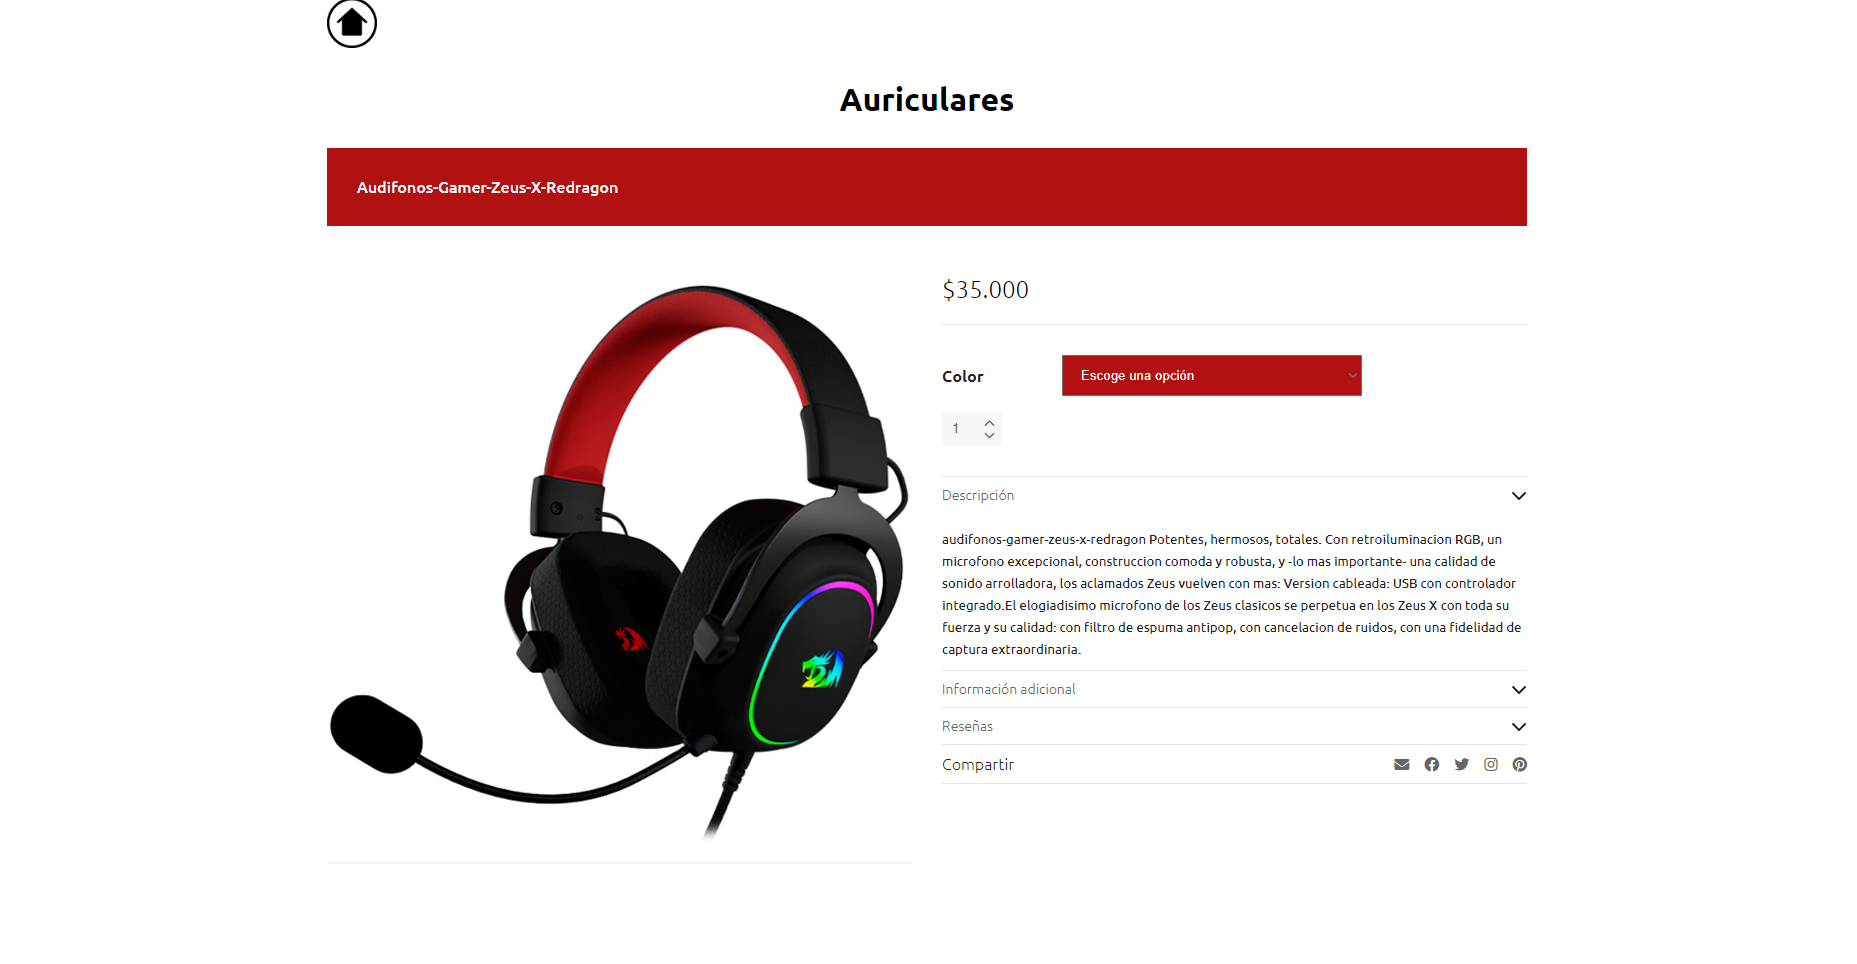 Auriculares
Audifonos-Gamer-Zeus-X-Redragon
$35.000
Color
Escoge una opción
1
Descripción
audifonos-gamer-zeus-x-redragon Potentes, hermosos, totales. Con retroiluminacion RGB, un
microfono excepcional, construccion comoda y robusta, y -lo mas importante- una calidad de
sonido arrolladora, los aclamados Zeus vuelven con mas: Version cableada: USB con controlador
integrado.El elogiadisimo microfono de los Zeus clasicos se perpetua en los Zeus X con toda su
fuerza y su calidad: con filtro de espuma antipop, con cancelacion de ruidos, con una fidelidad de
captura extraordinaria.
Información adicional
Reseñas
Compartir